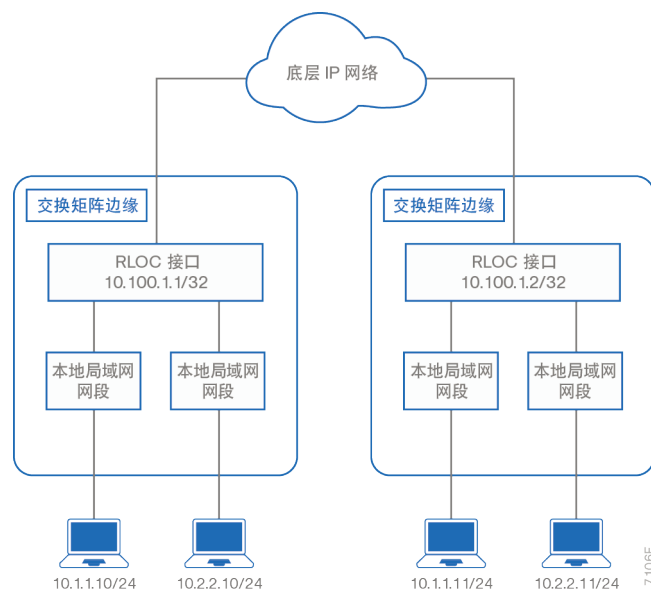 底层 IP 网络
交换矩阵边缘
交换矩阵边缘
RLOC 接口
10.100.1.1/32
RLOC 接口
10.100.1.2/32
本地局域网
网段
本地局域网
网段
本地局域网
网段
本地局域网
网段
10.1.1.10/24
10.2.2.10/24
10.1.1.11/24
10.2.2.11/24